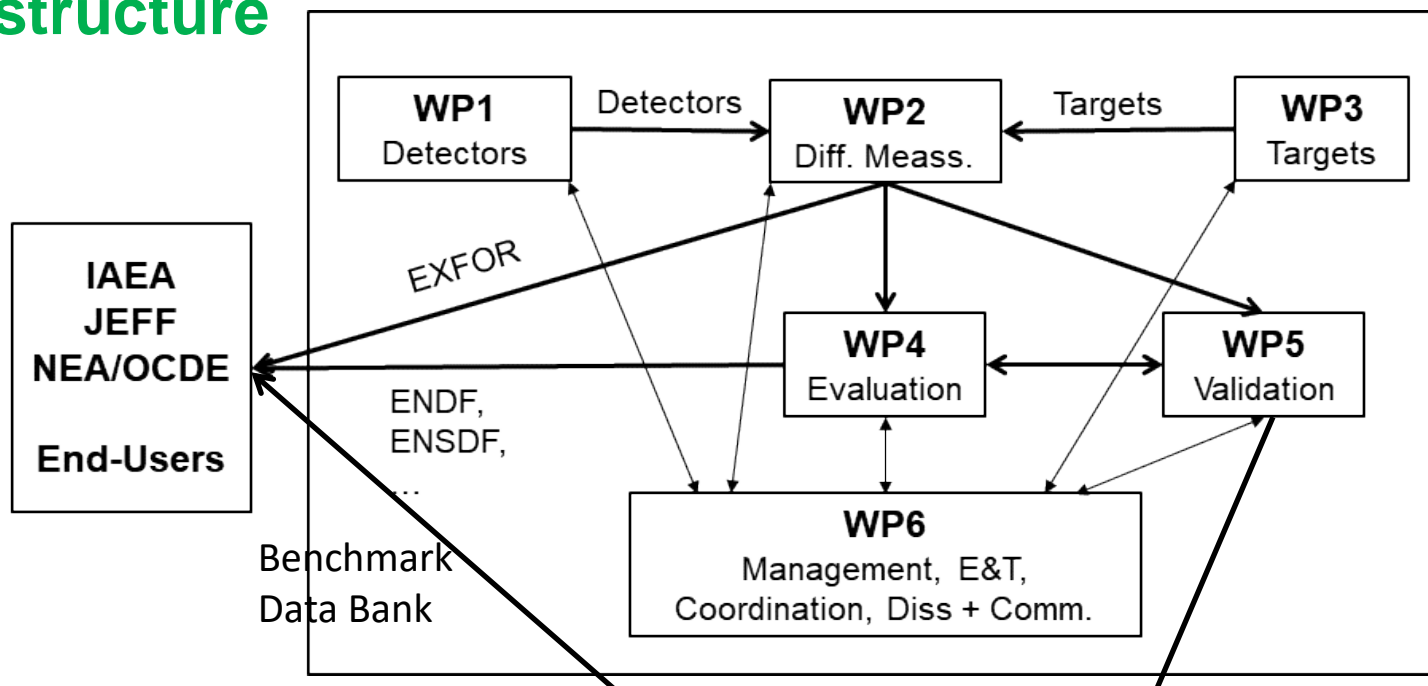 structure
WP1
Detectors
Detectors
WP2
Diff. Meass.
Targets
WP3
Targets
IAEA
JEFF
NEA/OCDE
End-Users
EXFOR
WP4
Evaluation
WP5
Validation
ENDF,
ENSDF,
...
Benchmark
Data Bank
WP6
Management, E&T,
Coordination, Diss + Comm.